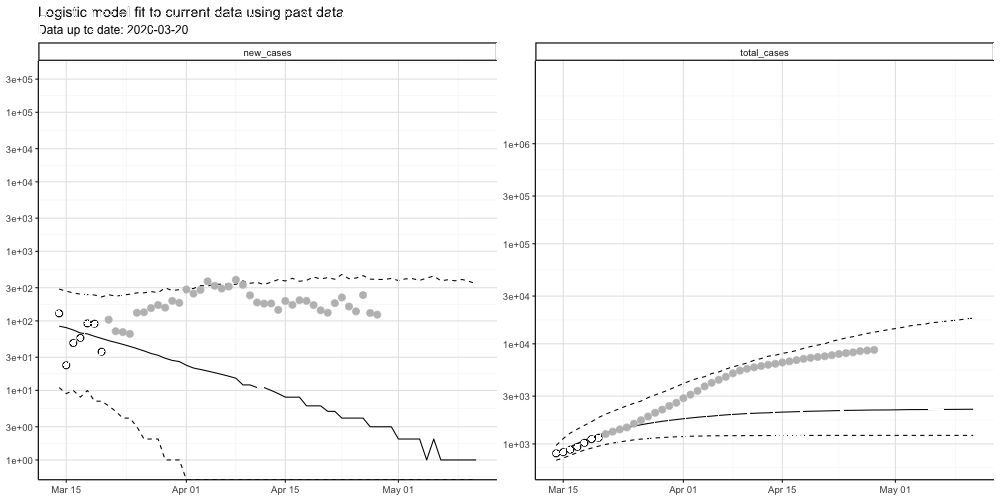 Logistic model fit to current data using past data
Data up to date: 2020-03-20
new_cases
total_cases
3e+05
1e+05
3e+04
1e+04
3e+03
1e+03
3e+02
1e+02
3e+01
1e+01
3e+00
1e+00
Mar 15
Apr 01
Apr 15
May 01
1e+06
3e+05
1e+05
3e+04
1e+04
3e+03
1e+03
Mar 15
Apr 01
Apr 15
May 01